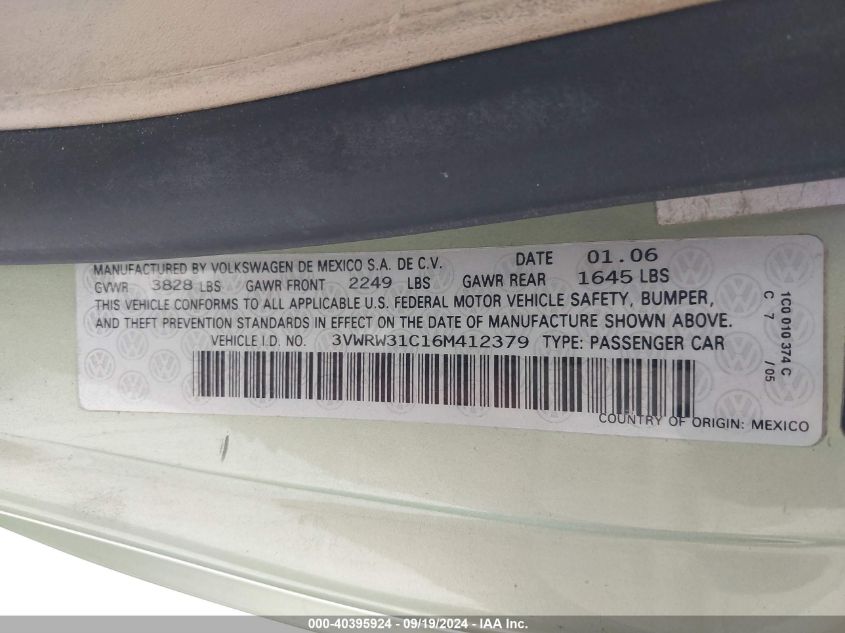 MANUFACTURED BY VOLKSWAGEN DE MEXICO S.A. DE C.V. DATE 01.06
GVWR 3828 LBS GAWR FRONT 2249 LBS GAWR REAR 1645 LBS
THIS VEHICLE CONFORMS TO ALL APPLICABLE U.S. FEDERAL MOTOR VEHICLE SAFETY, BUMPER,
AND THEFT PREVENTION STANDARDS IN EFFECT ON THE DATE OF MANUFACTURE SHOWN ABOVE.
VEHICLE I.D. NO. 3VWRW31C16M412379 TYPE: PASSENGER CAR
COUNTRY OF ORIGIN: MEXICO
1C0 010 374 C
C 7 /05
000-40395924 - 09/19/2024 - IAA Inc.